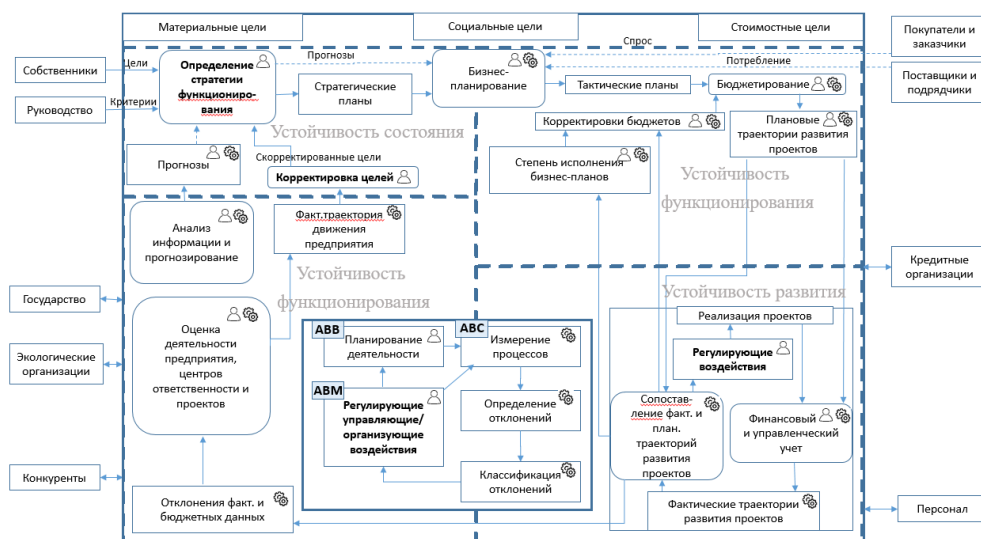 Материальные цели
Социальные цели
Стоимостные цели
Собственники
Руководство
Цели
Критерии
Определение
стратегии
функциониро-
вания
Прогнозы
Стратегические
планы
Бизнес-
планирование
Спрос
Потребление
Покупатели и
заказчики
Поставщики и
подрядчики
Тактические планы
Бюджетирование
Корректировки бюджетов
Плановые
траектории развития
проектов
Устойчивость состояния
Прогнозы
Скорректированные цели
Корректировка целей
Степень исполнения
бизнес-планов
Устойчивость
функционирования
Анализ
информации и
прогнозирование
Факт.траектория
движения
предприятия
Устойчивость
функционирования
Кредитные
организации
Государство
Экологические
организации
Конкуренты
Оценка
деятельности
предприятия,
центров
ответственности и
проектов
Отклонения факт. и
бюджетных данных
ABB
Планирование
деятельности
ABC
Измерение
процессов
ABM
Регулирующие
управляющие/
организующие
воздействия
Определение
отклонений
Классификация
отклонений
Устойчивость развития
Реализация проектов
Регулирующие
воздействия
Сопостав-
ление факт. и
план.
траекторий
развития
проектов
Финансовый
и управленческий
учет
Фактические траектории
развития проектов
Персонал